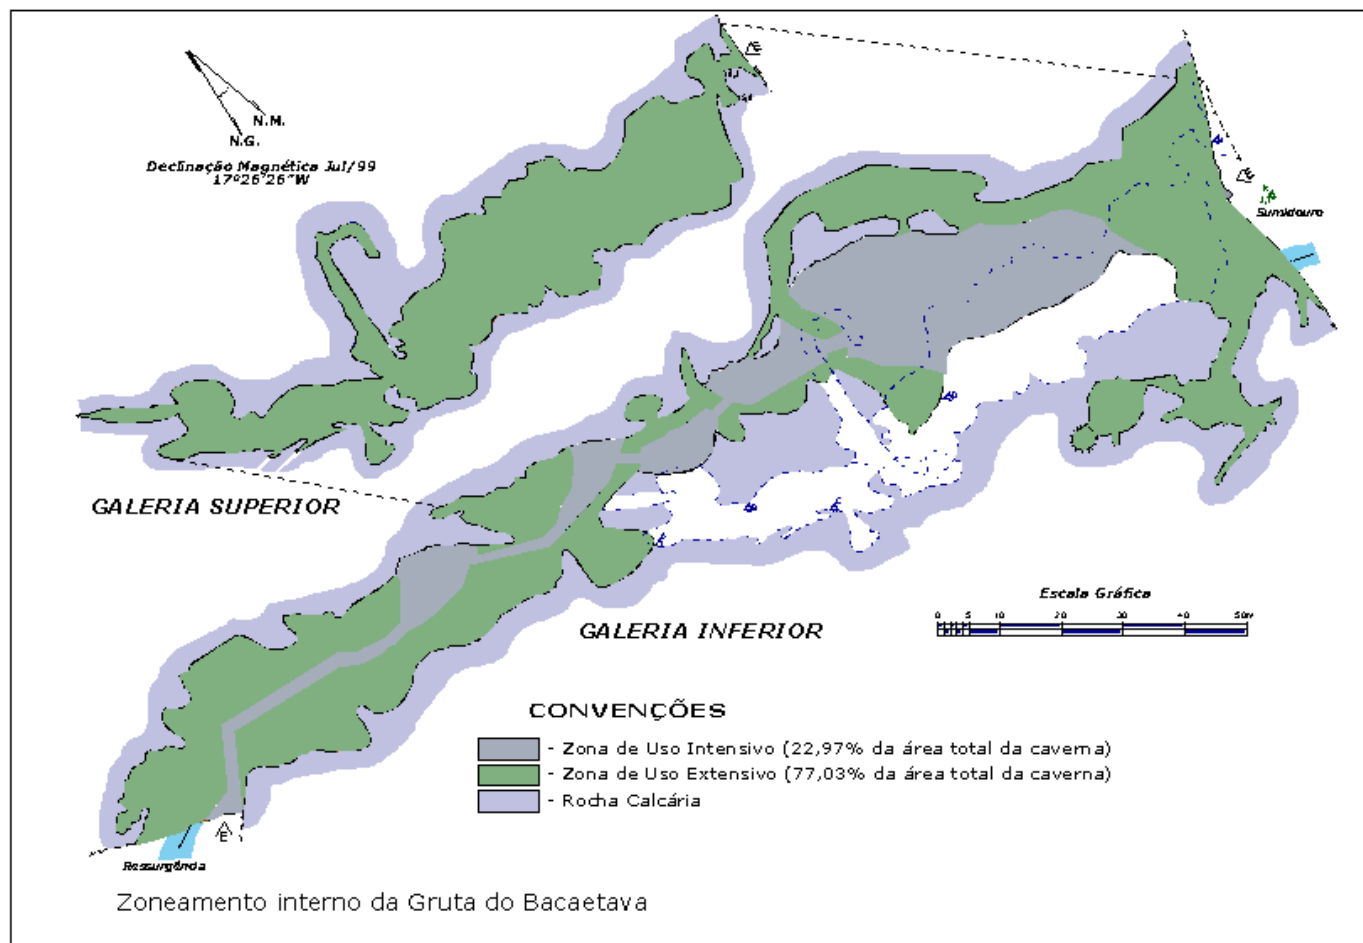 N.M.
N.G.
Declinação Magnética Jul/99
17º26'26"W
Sumidouro
GALERIA SUPERIOR
GALERIA INFERIOR
Escala Gráfica
0 5 10 20 30 40 50M
CONVENÇÕES
- Zona de Uso Intensivo (22,97% da área total da caverna)
- Zona de Uso Extensivo (77,03% da área total da caverna)
- Rocha Calcária
E
Ressurgência
Zoneamento interno da Gruta do Bacaetava